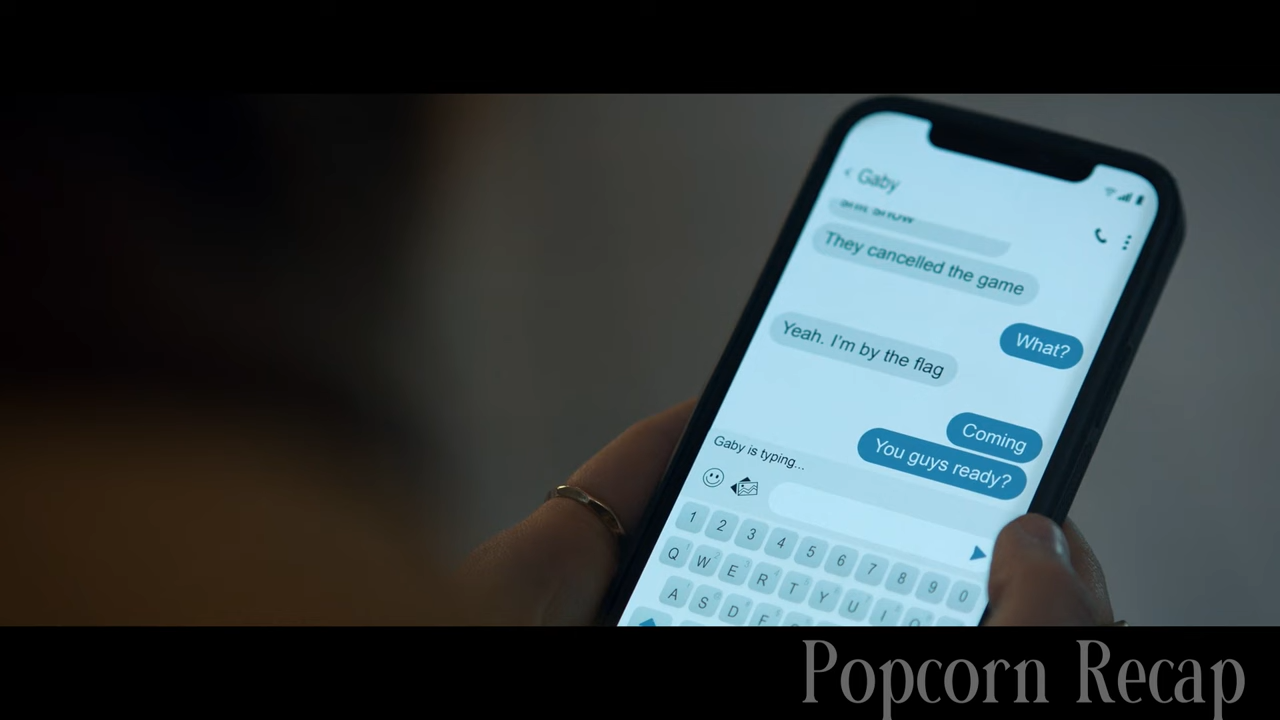 Gaby
They cancelled the game
What?
Yeah. I'm by the flag
Coming
You guys ready?
Gaby is typing...
1 2 3 4 5 6 7 8 9 0
Q W E R T Y U I O
A S D F
Popcorn Recap